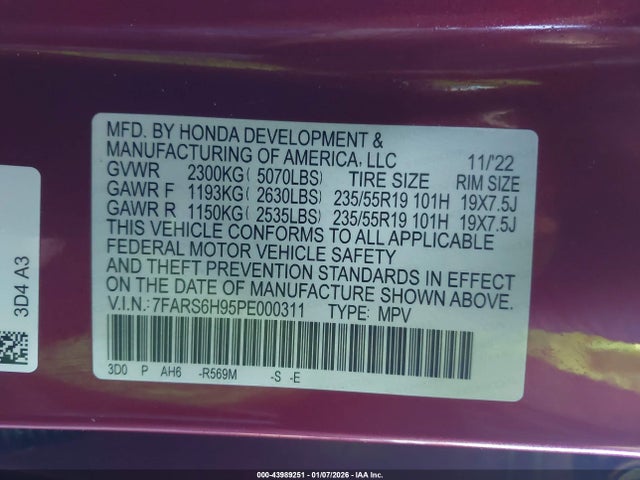 MFD. BY HONDA DEVELOPMENT &
MANUFACTURING OF AMERICA, LLC 11/'22
GVWR 2300KG ( 5070LBS) TIRE SIZE RIM SIZE
GAWR F 1193KG ( 2630LBS) 235/55R19 101H 19X7.5J
GAWR R 1150KG ( 2535LBS) 235/55R19 101H 19X7.5J
THIS VEHICLE CONFORMS TO ALL APPLICABLE
FEDERAL MOTOR VEHICLE SAFETY
AND THEFT PREVENTION STANDARDS IN EFFECT
ON THE DATE OF MANUFACTURE SHOWN ABOVE.
V.I.N.: 7FARS6H95PE000311 TYPE: MPV
3D0 P AH6 -R569M -S -E
3D4 A3
000-43989251 - 01/07/2026 - IAA Inc.